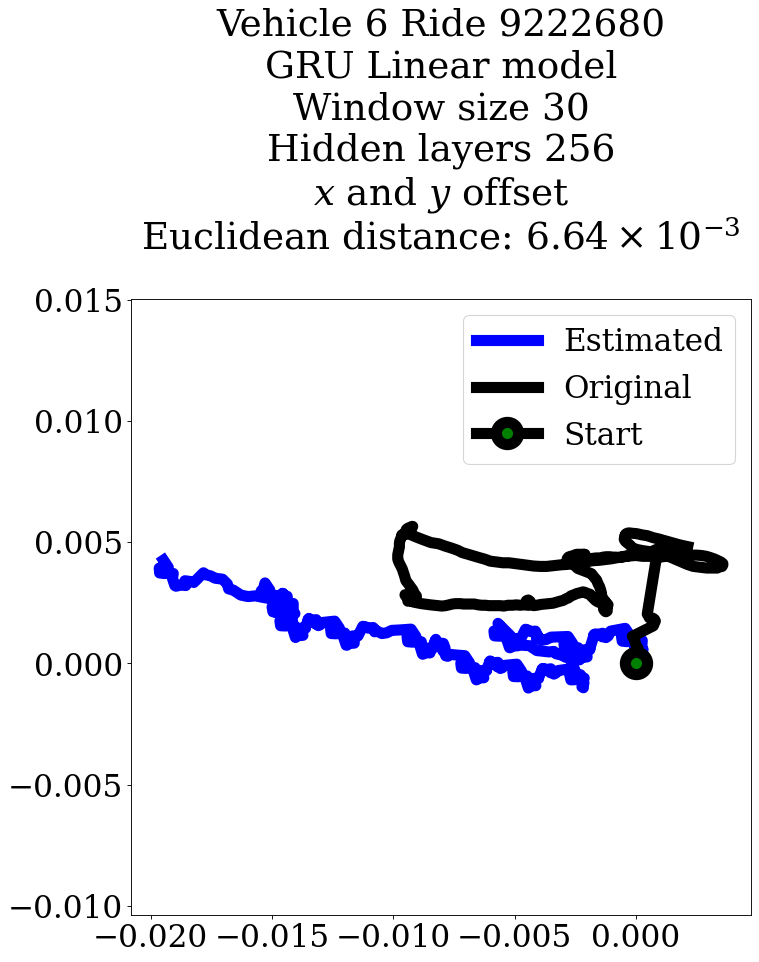 Vehicle 6 Ride 9222680
GRU Linear model
Window size 30
Hidden layers 256
x and y offset
Euclidean distance: 6.64 × 10⁻³
Estimated
Original
Start
0.015
0.010
0.005
0.000
−0.005
−0.010
−0.020 −0.015 −0.010 −0.005 0.000